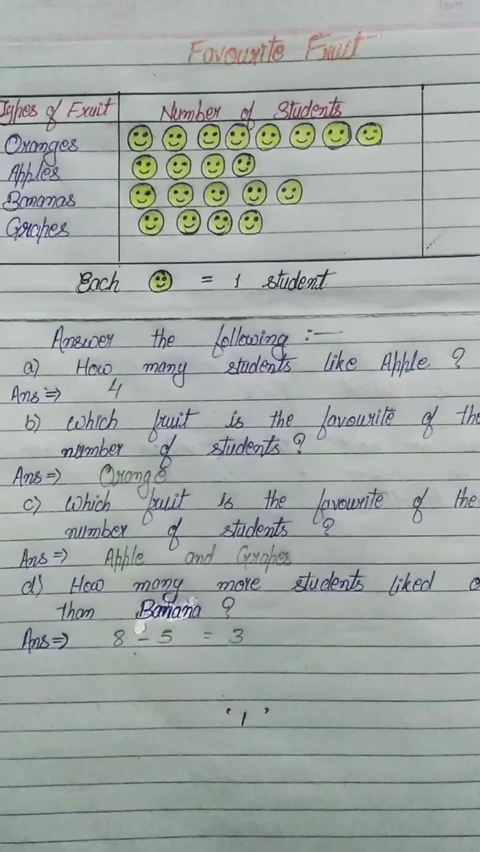 Favourite Fruit
Types of Fruit Number of Students
Oranges
Apples
Bananas
Grapes
Each = 1 student
Answer the following :—
a) How many students like Apple ?
Ans => 4
b) which fruit is the favourite of the
number of students ?
Ans => Orange
c) which fruit is the favourite of the
number of students ?
Ans => Apple and Grapes
d) How many more students liked
than Banana ?
Ans => 8 - 5 = 3